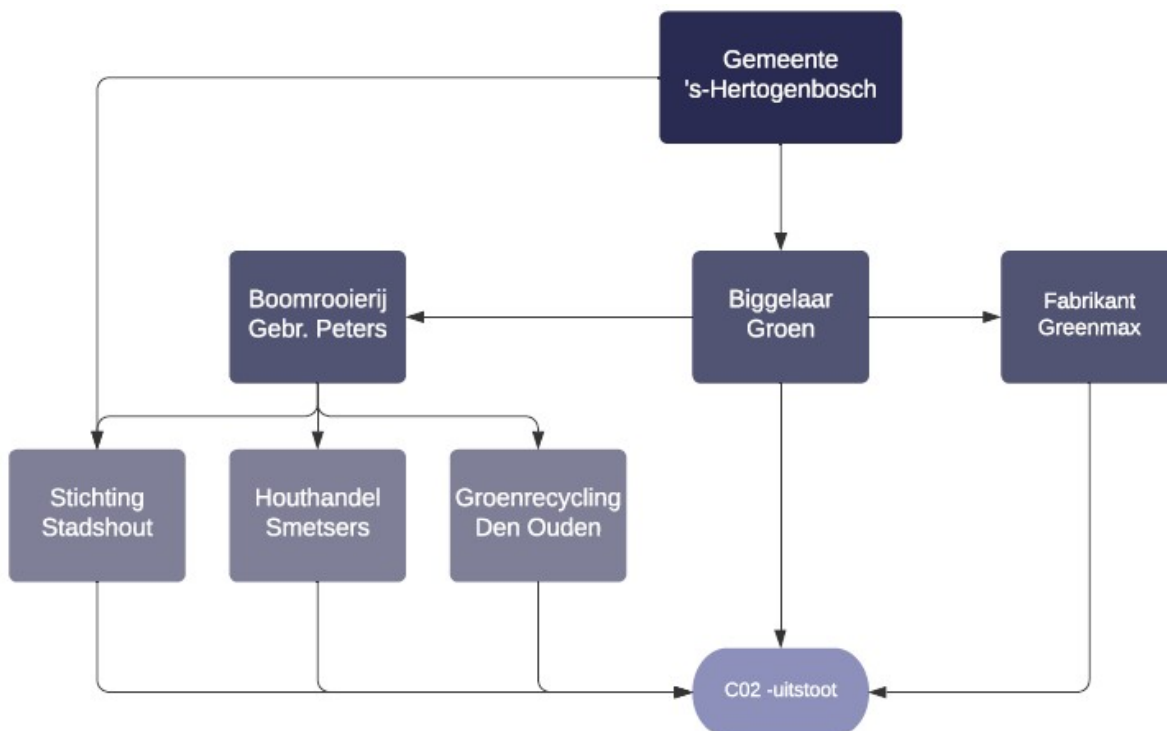 Gemeente
's-Hertogenbosch
Boomrooierij
Gebr. Peters
Biggelaar
Groen
Fabrikant
Greenmax
Stichting
Stadshout
Houthandel
Smetsers
Groenrecycling
Den Ouden
C02 -uitstoot